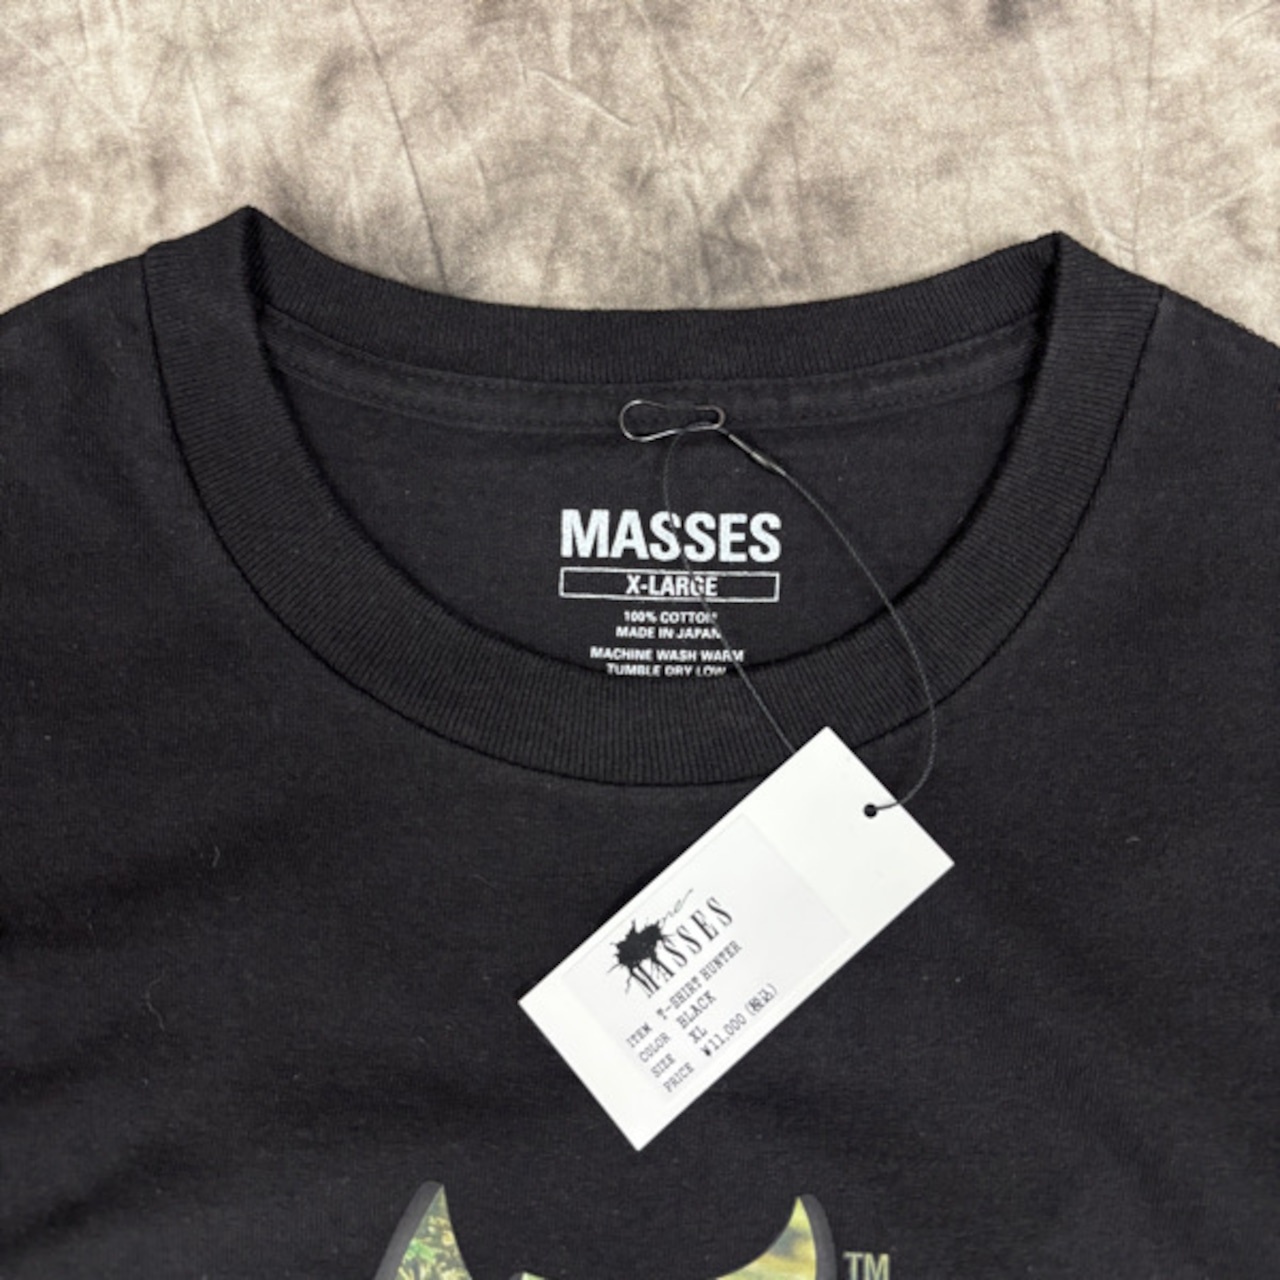 MASSES
X-LARGE
100% COTTON
MADE IN JAPAN
MACHINE WASH WARM
TUMBLE DRY LOW
MASSES
ITEM T-SHIRT HUNTER
COLOR BLACK
SIZE XL
PRICE ¥11,000(税込)
TM